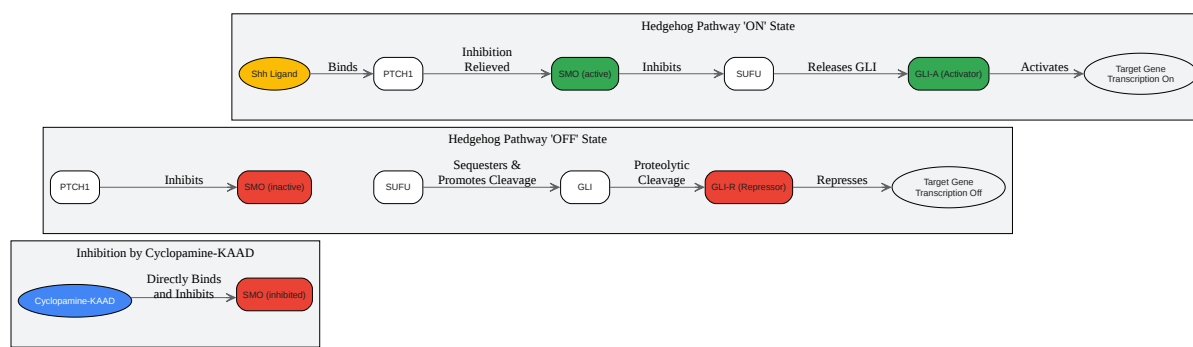 Hedgehog Pathway 'ON' State
Shh Ligand
Binds
PTCH1
Inhibition
Relieved
SMO (active)
Inhibits
SUFU
Releases GLI
GLI-A (Activator)
Activates
Target Gene
Transcription On
Hedgehog Pathway 'OFF' State
PTCH1
Inhibits
SMO (inactive)
SUFU
Sequesters &
Promotes Cleavage
GLI
Proteolytic
Cleavage
GLI-R (Repressor)
Represses
Target Gene
Transcription Off
Inhibition by Cyclopamine-KAAD
Cyclopamine-KAAD
Directly Binds
and Inhibits
SMO (inhibited)